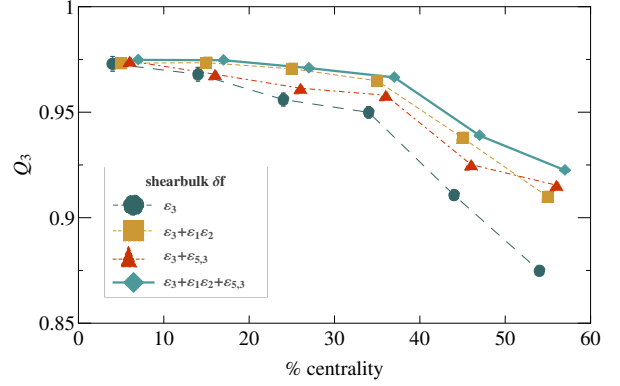 1
0.95
0.9
0.85
Q₃
shearbulk δf
ε₃
ε₃+ε₁ε₂
ε₃+ε₅,₃
ε₃+ε₁ε₂+ε₅,₃
0 10 20 30 40 50 60
% centrality